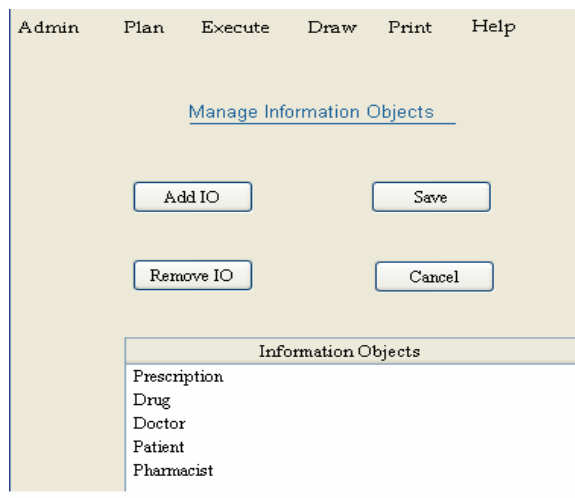 Admin Plan Execute Draw Print Help
Manage Information Objects
Add IO Save
Remove IO Cancel
Information Objects
Prescription
Drug
Doctor
Patient
Pharmacist